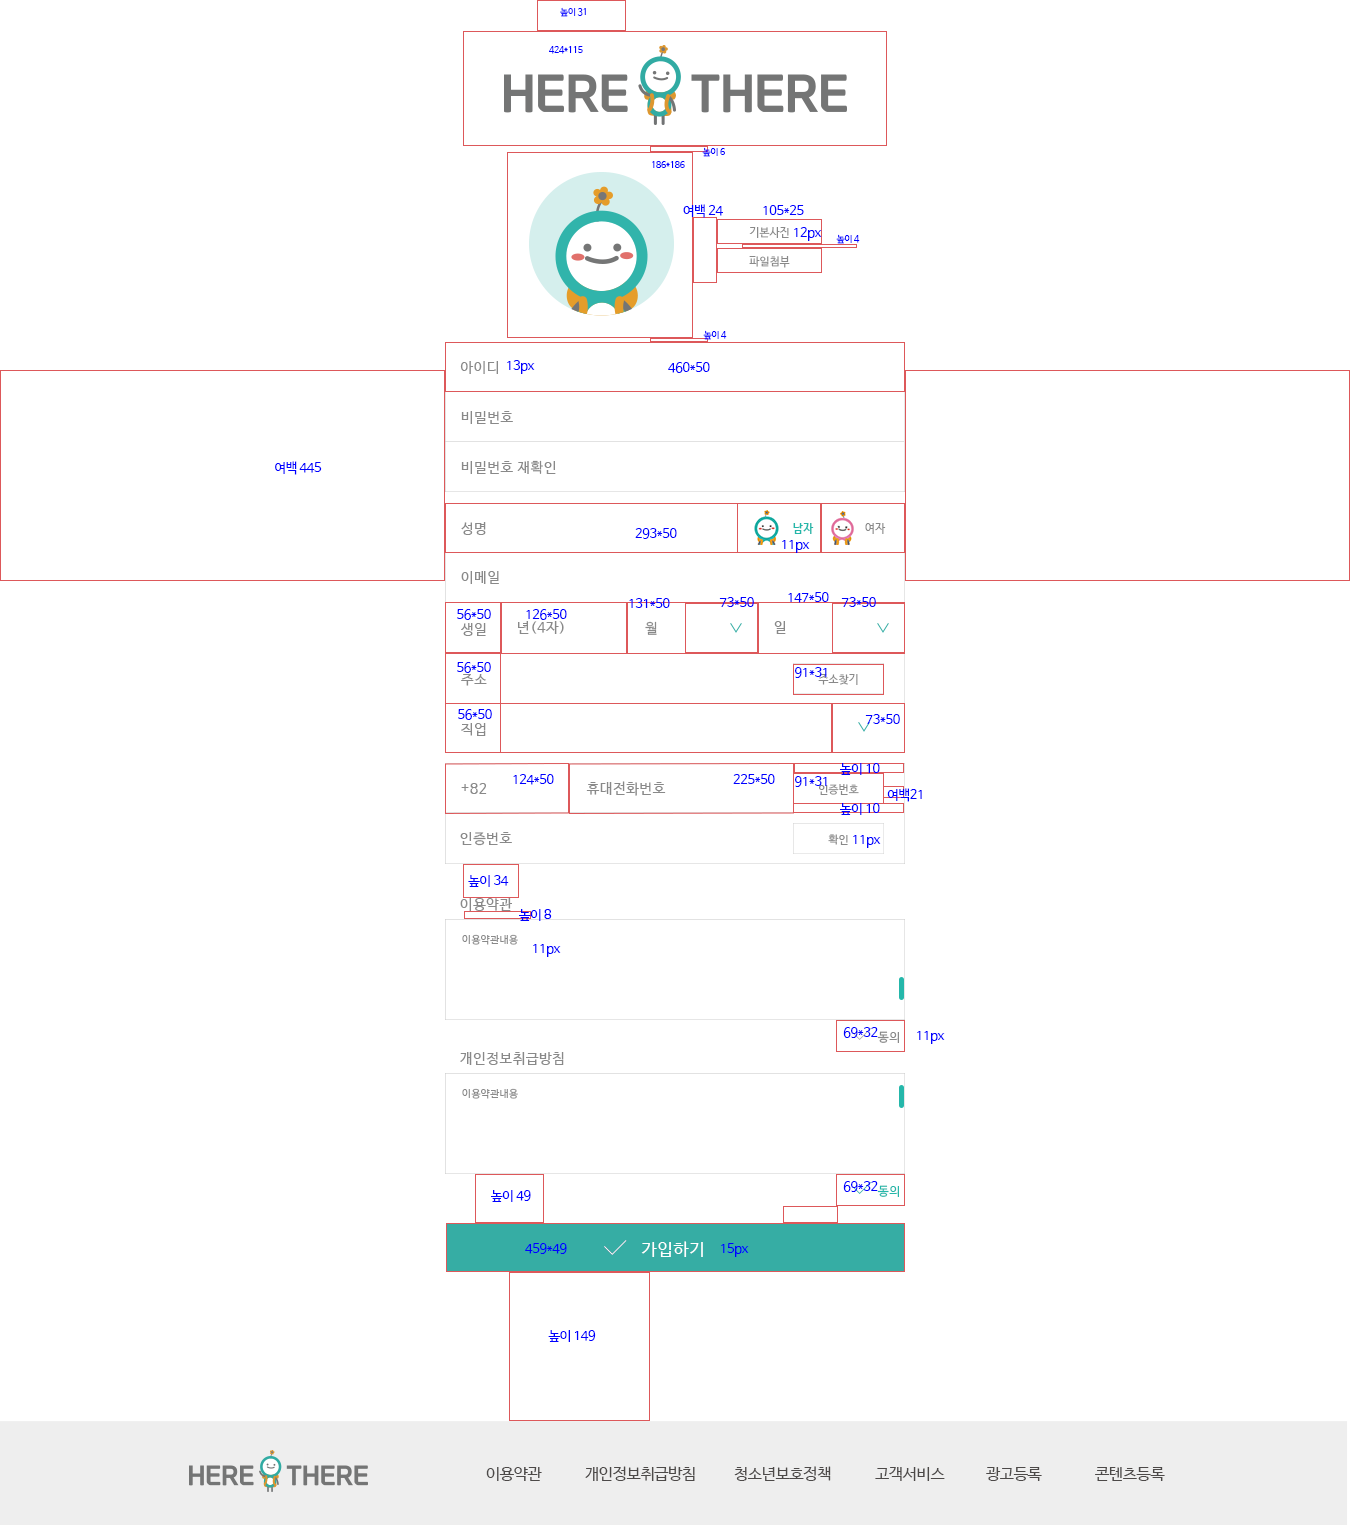 높이 31
424*115
HERE THERE
높이 6
186*186
여백 24 105*25
기본사진 12px
높이 4
파일첨부
높이 4
아이디 13px 460*50
비밀번호
비밀번호 재확인
여백 445
성명 293*50 남자 여자
11px
이메일
56*50 126*50 131*50 73*50 147*50 73*50
생일 년(4자) 월 일
56*50 91*31
주소 주소찾기
56*50 73*50
직업
높이 10
124*50 225*50 91*31
+82 휴대전화번호 인증번호 여백21
높이 10
인증번호 확인 11px
높이 34
이용약관
높이 8
이용약관내용
11px
69*32 동의 11px
개인정보취급방침
이용약관내용
69*32 동의
높이 49
459*49 가입하기 15px
높이 149
HERE THERE 이용약관 개인정보취급방침 청소년보호정책 고객서비스 광고등록 콘텐츠등록